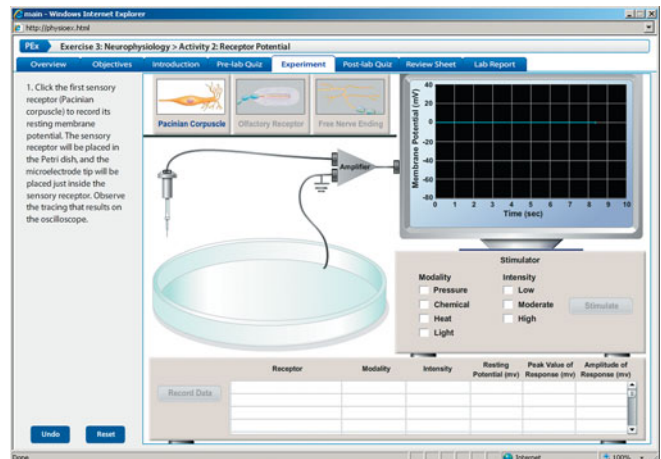 main - Windows Internet Explorer
http://physioex.html
PEx Exercise 3: Neurophysiology > Activity 2: Receptor Potential
Overview Objectives Introduction Pre-lab Quiz Experiment Post-lab Quiz Review Sheet Lab Report
1. Click the first sensory
receptor (Pacinian
corpuscle) to record its
resting membrane
potential. The sensory
receptor will be placed in
the Petri dish, and the
microelectrode tip will be
placed just inside the
sensory receptor. Observe
the tracing that results on
the oscilloscope.
Pacinian Corpuscle Olfactory Receptor Free Nerve Ending
Amplifier
Membrane Potential (mV)
40
20
0
-20
-40
-60
-80
0 1 2 3 4 5 6 7 8 9 10
Time (sec)
Stimulator
Modality Intensity
Pressure Low
Chemical Moderate
Heat High
Light
Stimulate
Record Data
Receptor Modality Intensity Resting Potential (mv) Peak Value of Response (mv) Amplitude of Response (mv)
Undo Reset
Done Internet 100%